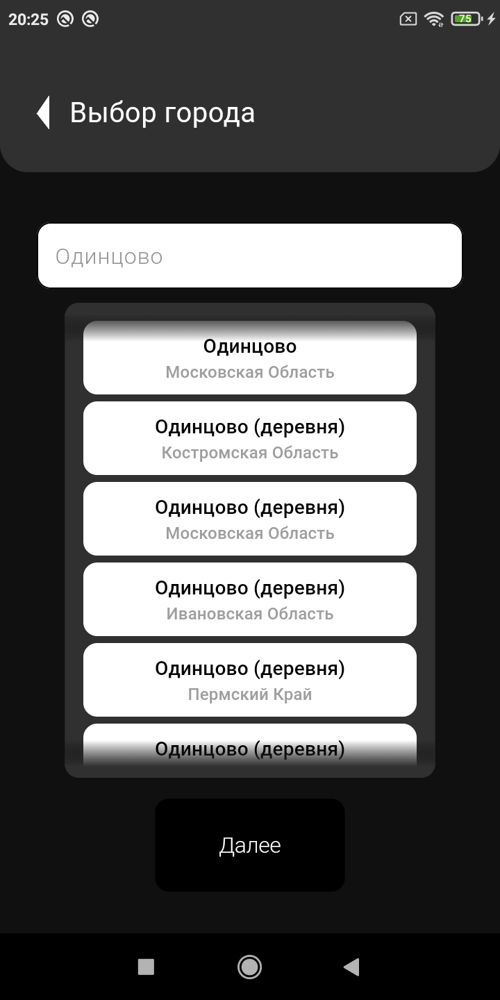 20:25
75
Выбор города
Одинцово
Одинцово
Московская Область
Одинцово (деревня)
Костромская Область
Одинцово (деревня)
Московская Область
Одинцово (деревня)
Ивановская Область
Одинцово (деревня)
Пермский Край
Одинцово (деревня)
Далее